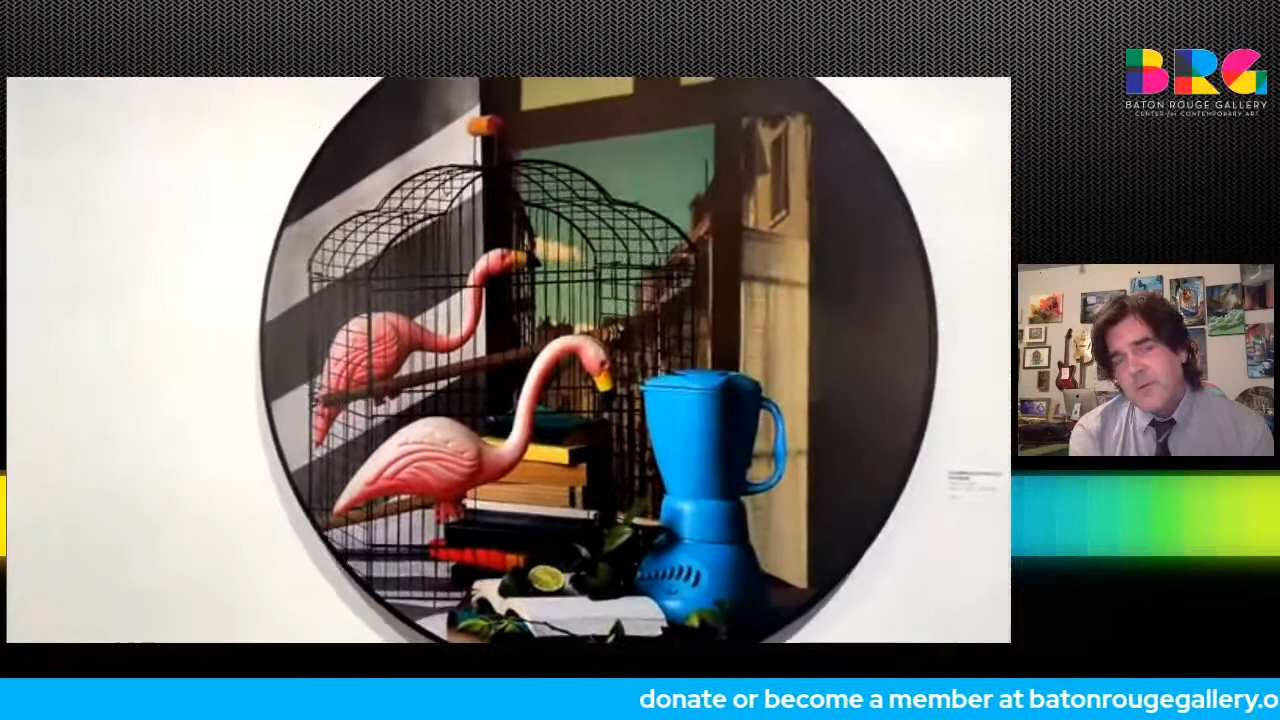 BRG
BATON ROUGE GALLERY
CENTER for CONTEMPORARY ART
donate or become a member at batonrougegallery.o